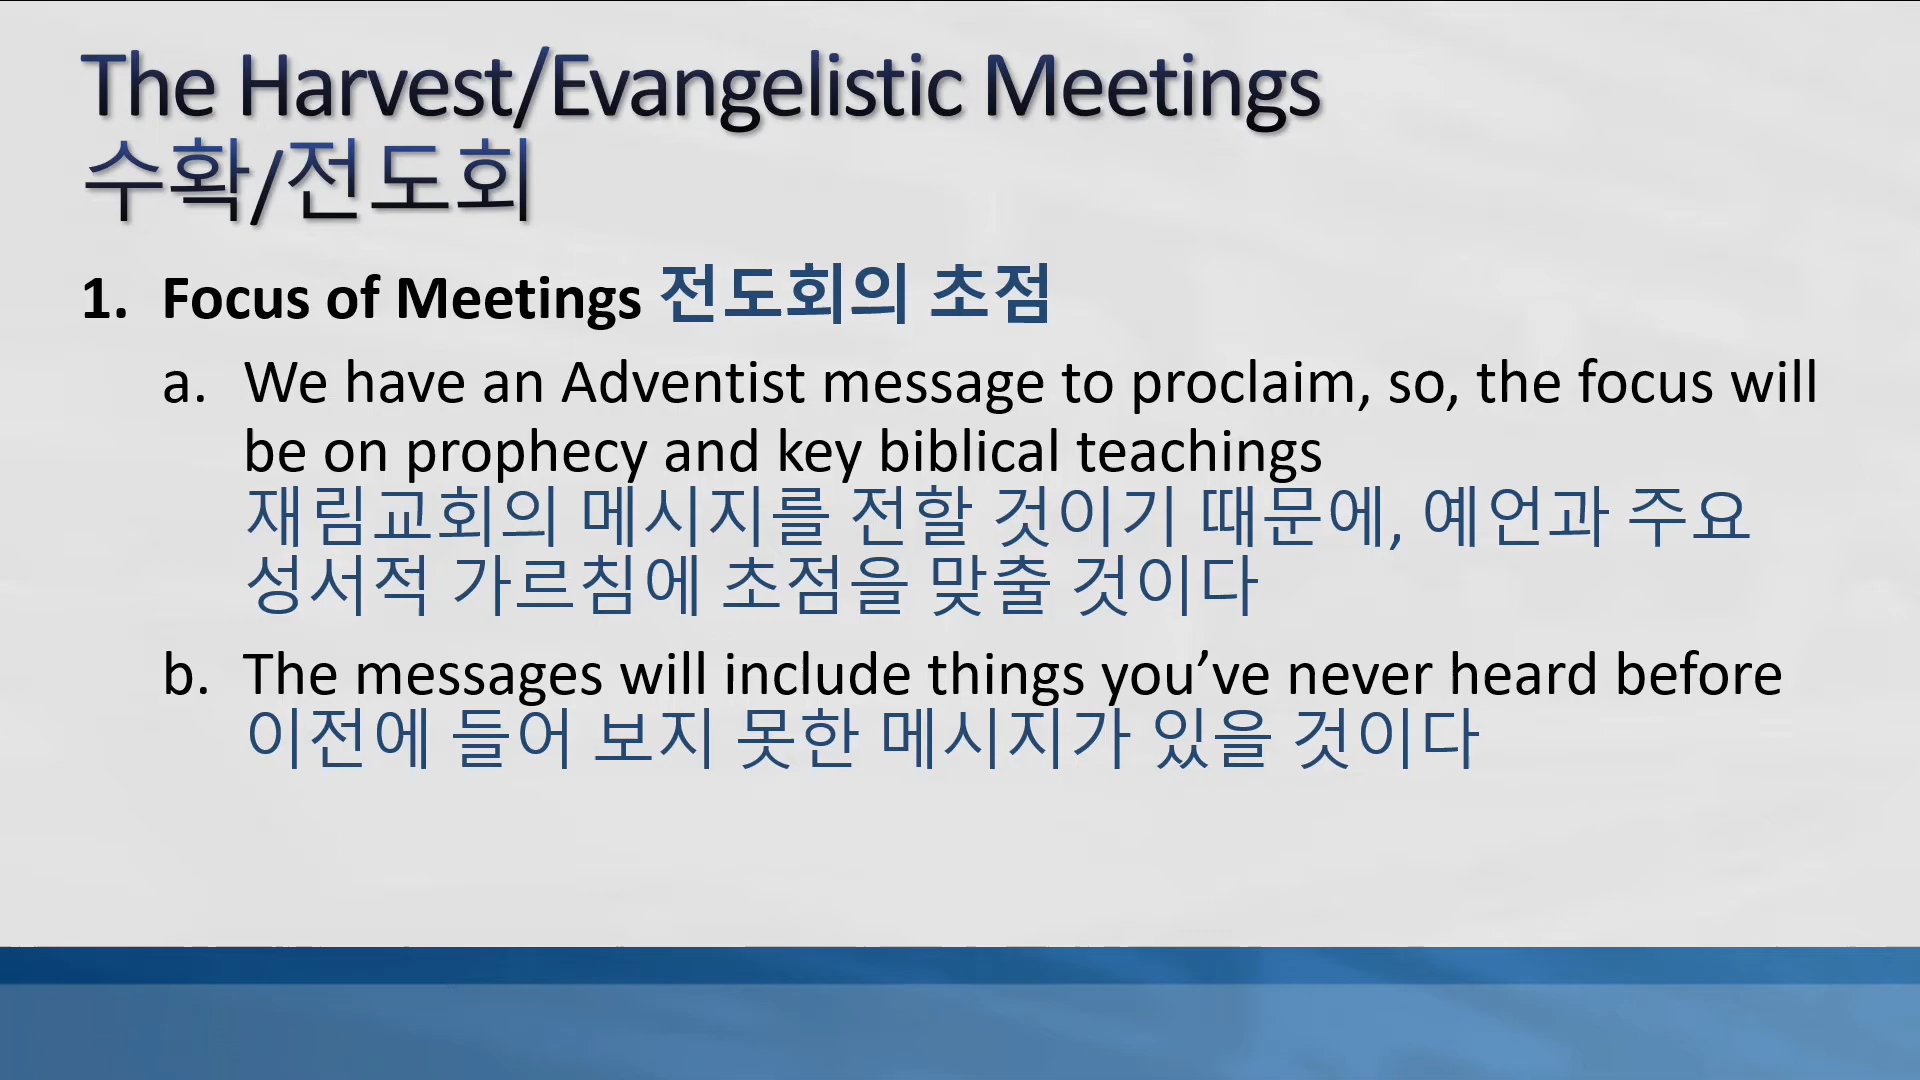 The Harvest/Evangelistic Meetings
수확/전도회
1. Focus of Meetings 전도회의 초점
a. We have an Adventist message to proclaim, so, the focus will
be on prophecy and key biblical teachings
재림교회의 메시지를 전할 것이기 때문에, 예언과 주요
성서적 가르침에 초점을 맞출 것이다
b. The messages will include things you’ve never heard before
이전에 들어 보지 못한 메시지가 있을 것이다